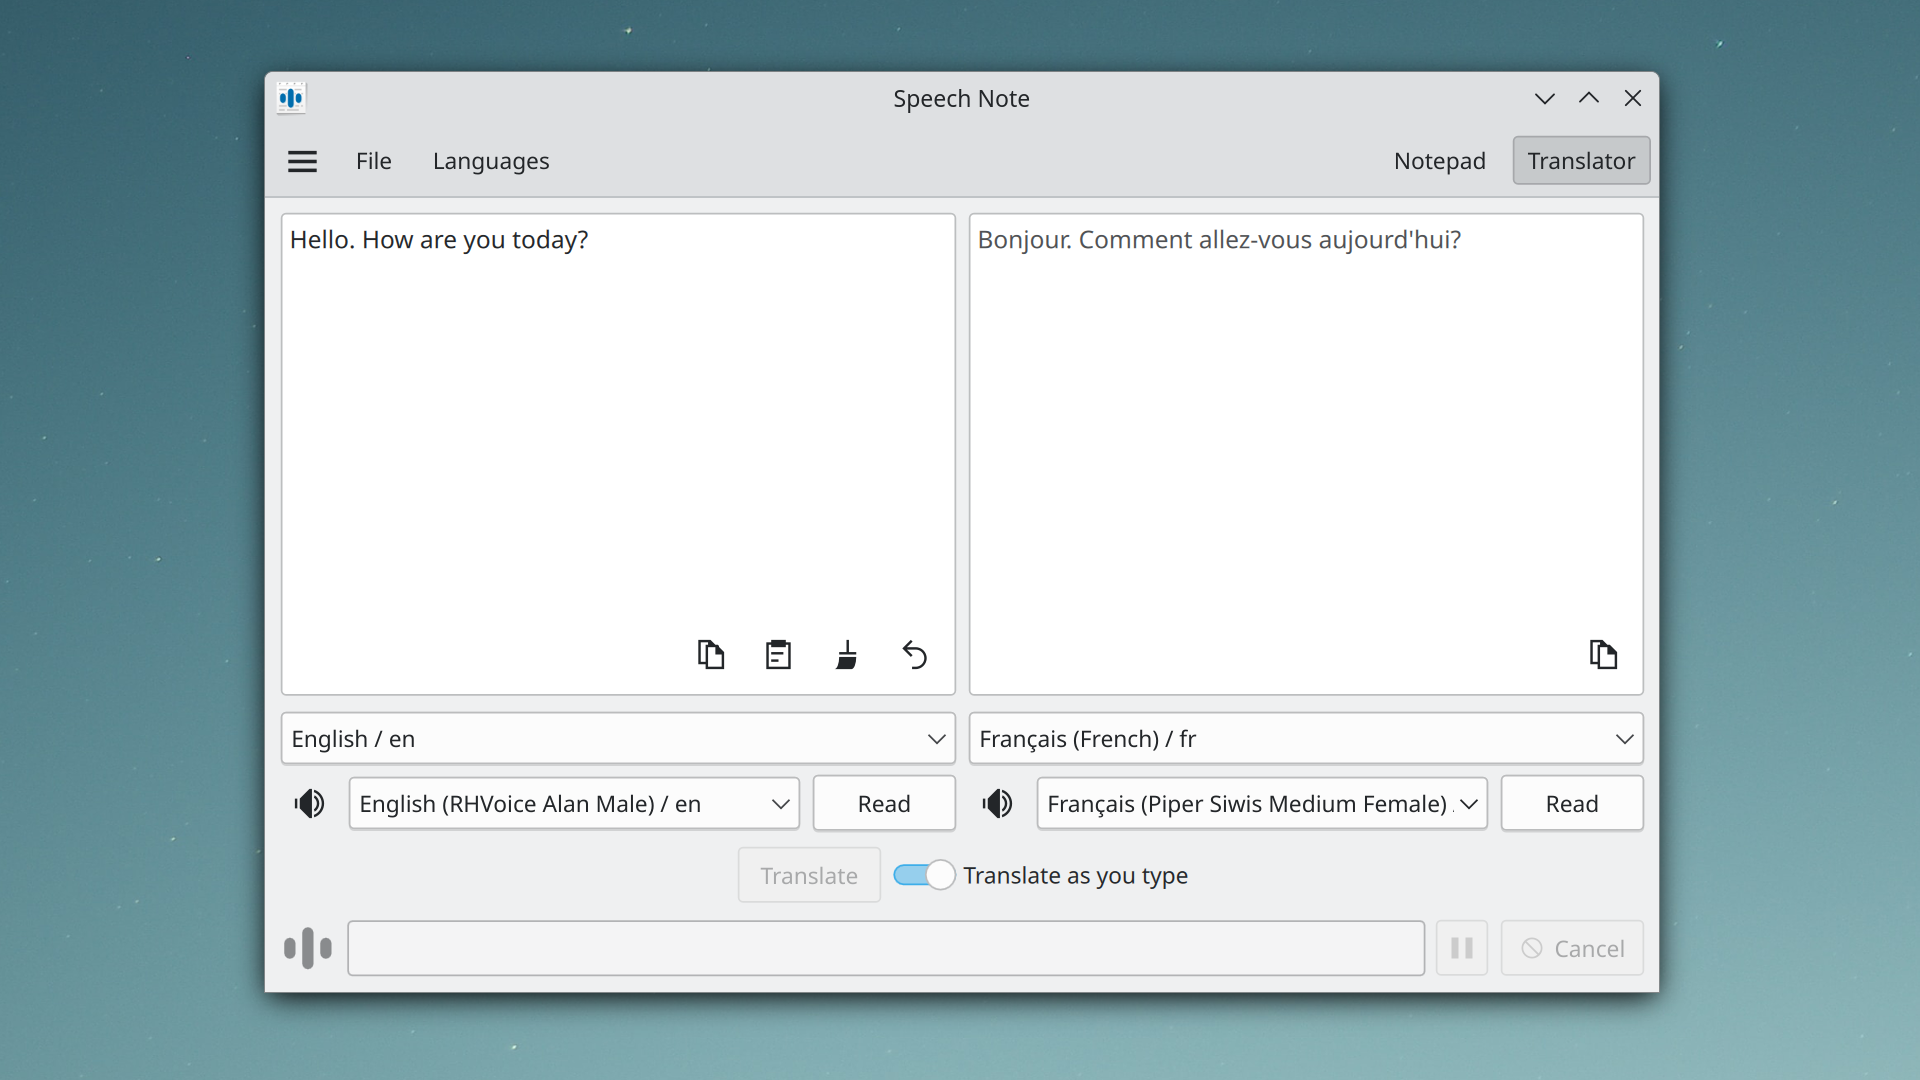 Speech Note
File Languages Notepad Translator
Hello. How are you today?
Bonjour. Comment allez-vous aujourd'hui?
English / en
Français (French) / fr
English (RHVoice Alan Male) / en
Read
Français (Piper Siwis Medium Female)
Read
Translate
Translate as you type
Cancel